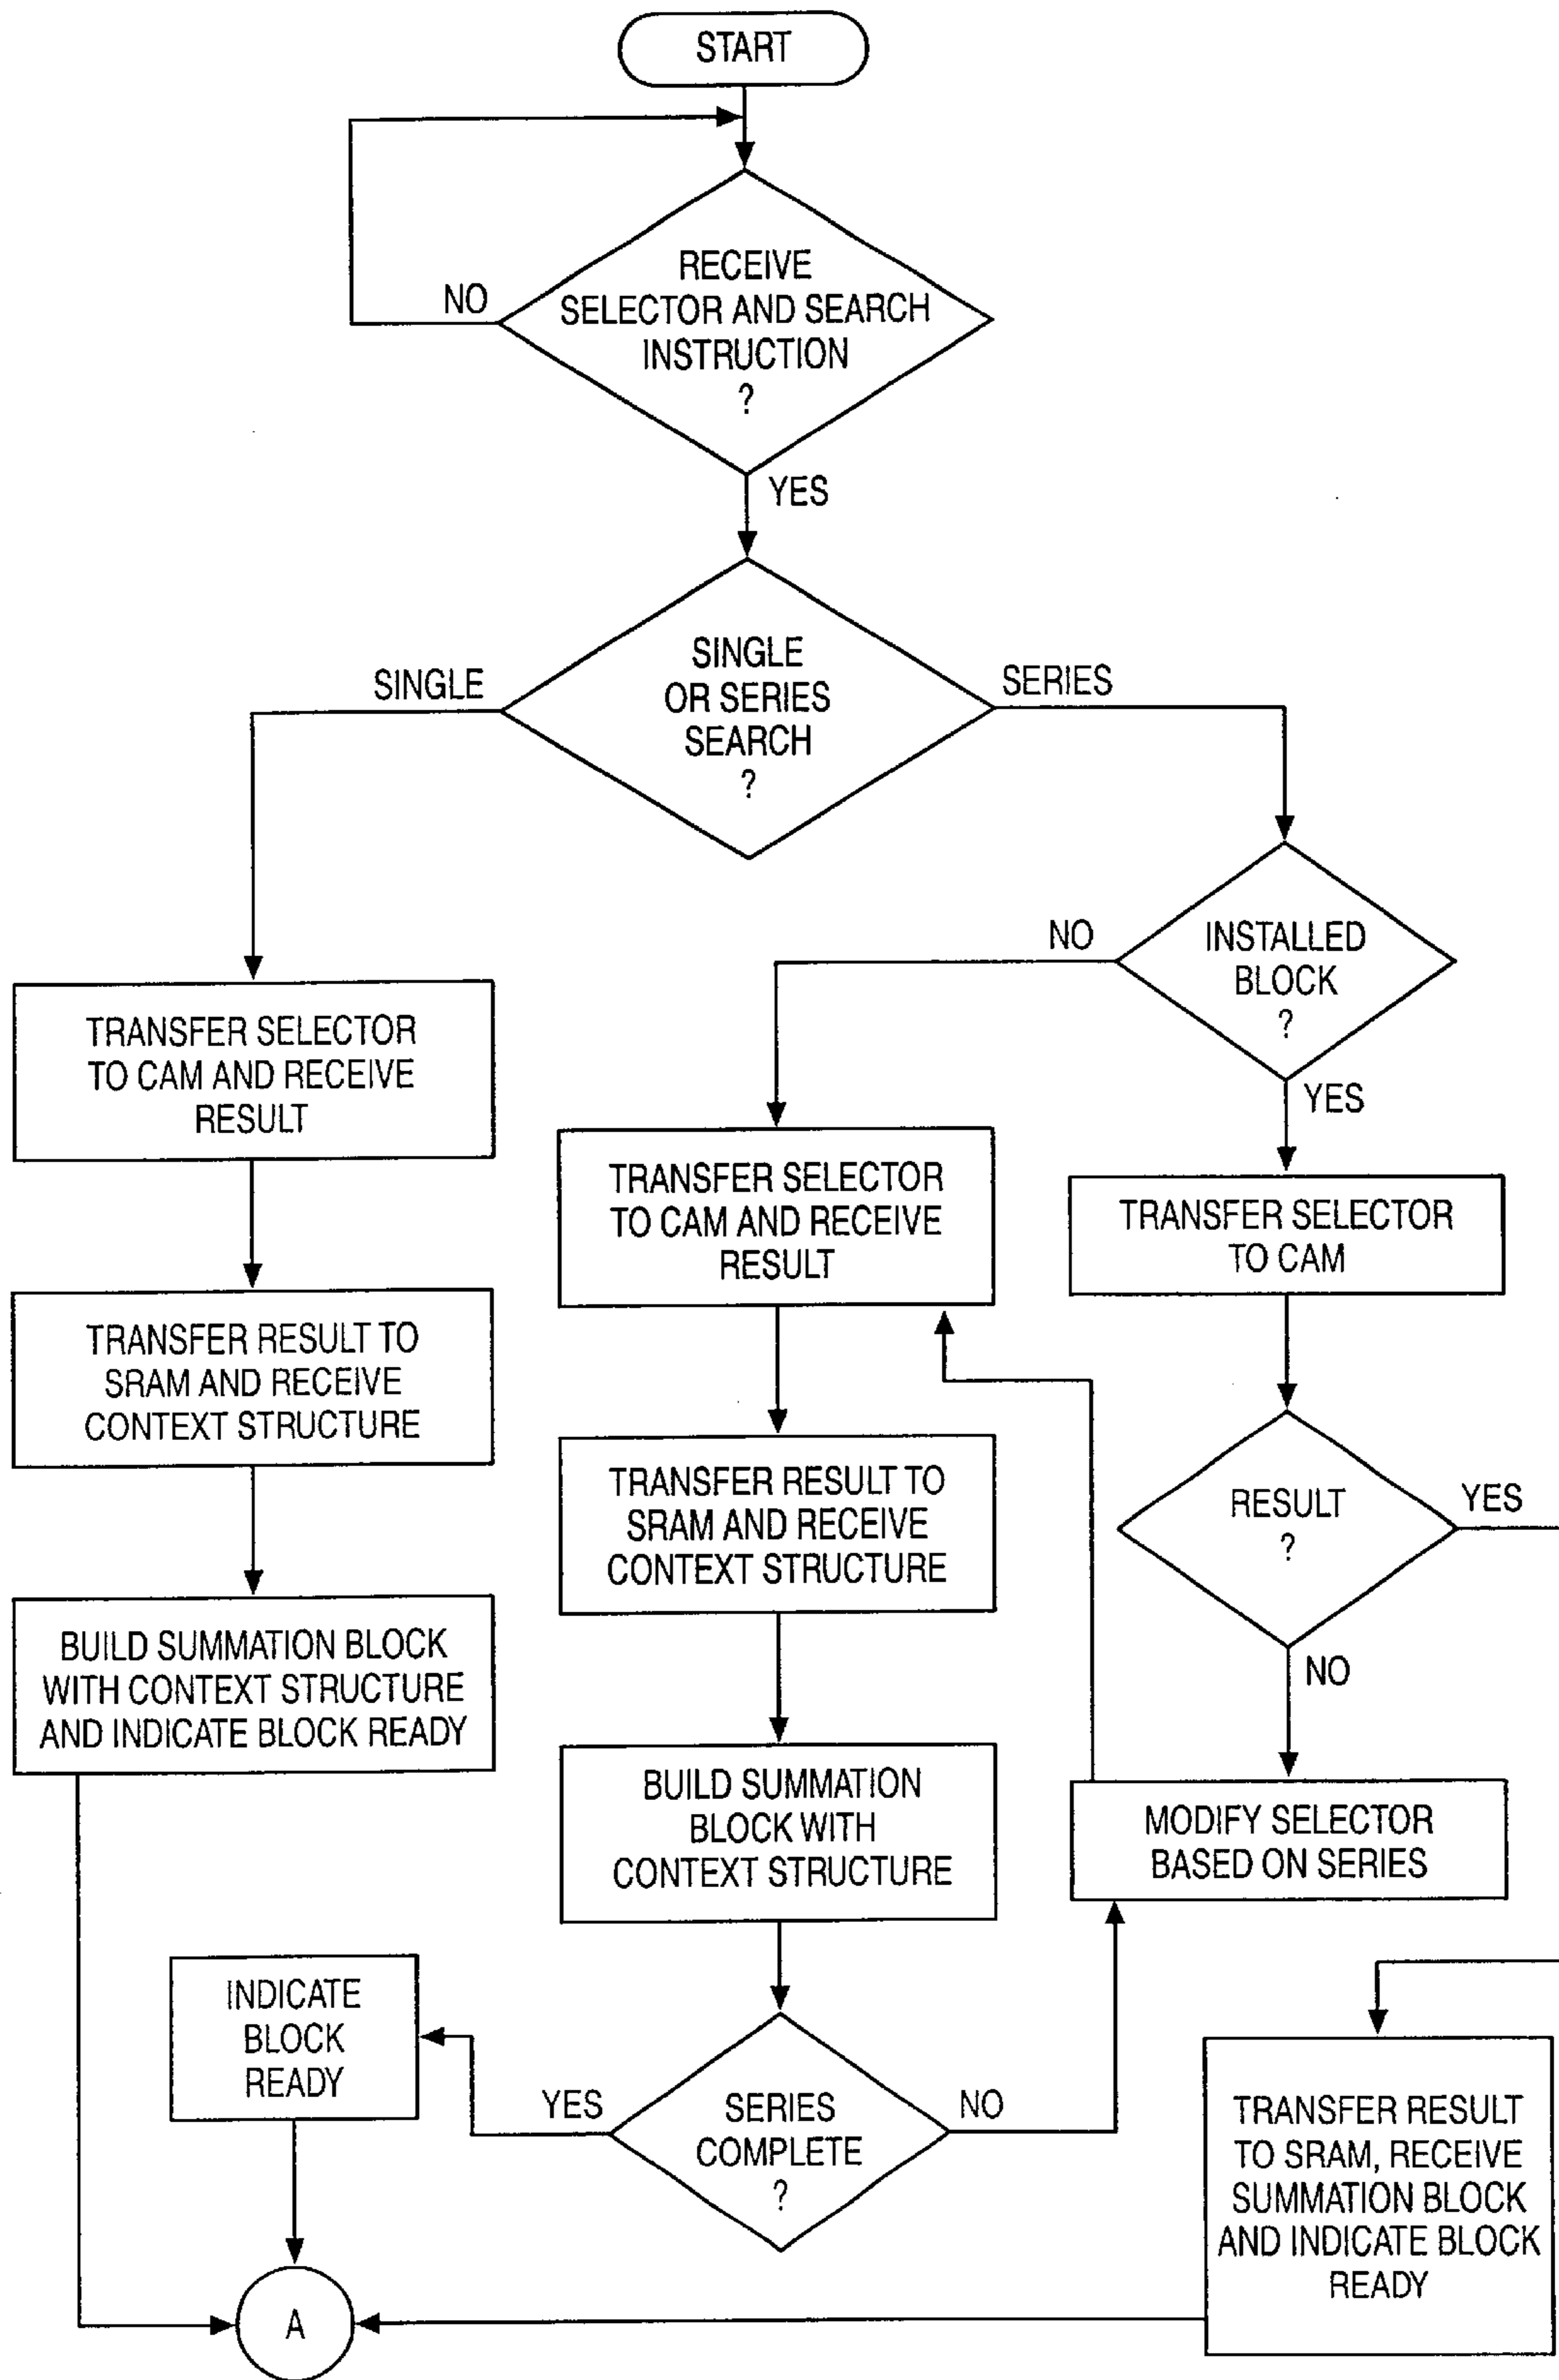 START
RECEIVE
SELECTOR AND SEARCH
INSTRUCTION
?
NO
YES
SINGLE
OR SERIES
SEARCH
?
SINGLE
SERIES
INSTALLED
BLOCK
?
NO
YES
TRANSFER SELECTOR
TO CAM AND RECEIVE
RESULT
TRANSFER RESULT TO
SRAM AND RECEIVE
CONTEXT STRUCTURE
BUILD SUMMATION BLOCK
WITH CONTEXT STRUCTURE
AND INDICATE BLOCK READY
TRANSFER SELECTOR
TO CAM AND RECEIVE
RESULT
TRANSFER RESULT TO
SRAM AND RECEIVE
CONTEXT STRUCTURE
BUILD SUMMATION
BLOCK WITH
CONTEXT STRUCTURE
SERIES
COMPLETE
?
YES
NO
INDICATE
BLOCK
READY
TRANSFER SELECTOR
TO CAM
RESULT
?
YES
NO
MODIFY SELECTOR
BASED ON SERIES
TRANSFER RESULT
TO SRAM, RECEIVE
SUMMATION BLOCK
AND INDICATE BLOCK
READY
A